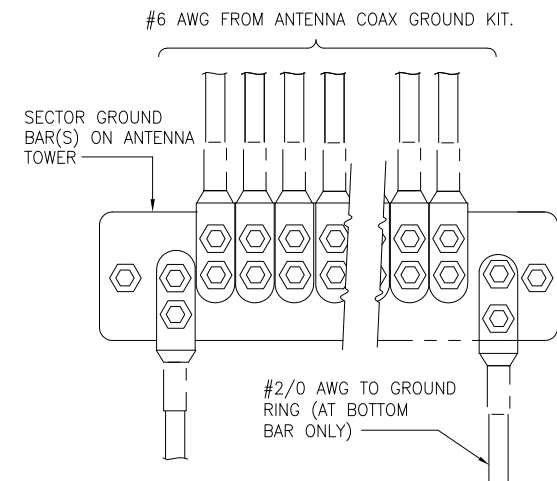 #6 AWG FROM ANTENNA COAX GROUND KIT.
SECTOR GROUND
BAR(S) ON ANTENNA
TOWER
#2/0 AWG TO GROUND
RING (AT BOTTOM
BAR ONLY)